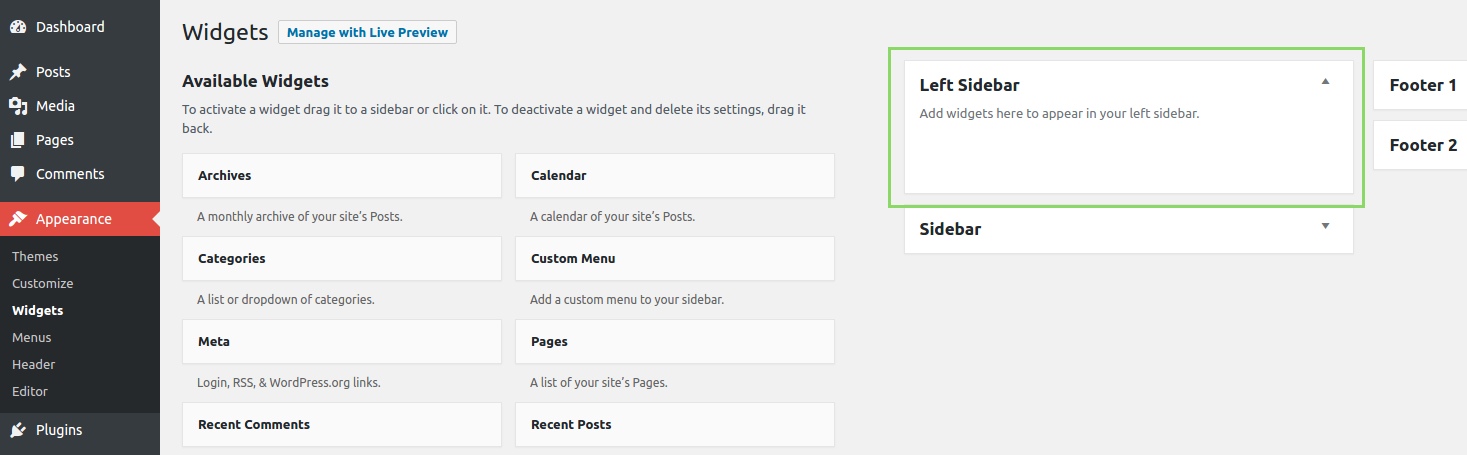 Dashboard
Posts
Media
Pages
Comments
Appearance
Themes
Customize
Widgets
Menus
Header
Editor
Plugins
Widgets
Manage with Live Preview
Available Widgets
To activate a widget drag it to a sidebar or click on it. To deactivate a widget and delete its settings, drag it
back.
Archives
A monthly archive of your site’s Posts.
Calendar
A calendar of your site’s Posts.
Categories
A list or dropdown of categories.
Custom Menu
Add a custom menu to your sidebar.
Meta
Login, RSS, & WordPress.org links.
Pages
A list of your site’s Pages.
Recent Comments
Recent Posts
Left Sidebar
Add widgets here to appear in your left sidebar.
Sidebar
Footer 1
Footer 2